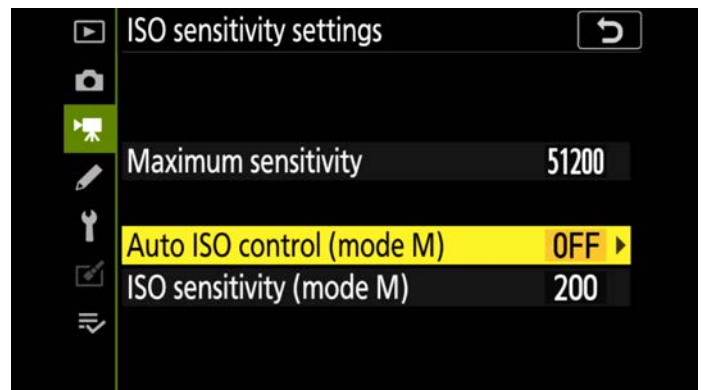 ISO sensitivity settings
Maximum sensitivity 51200
Auto ISO control (mode M) OFF
ISO sensitivity (mode M) 200